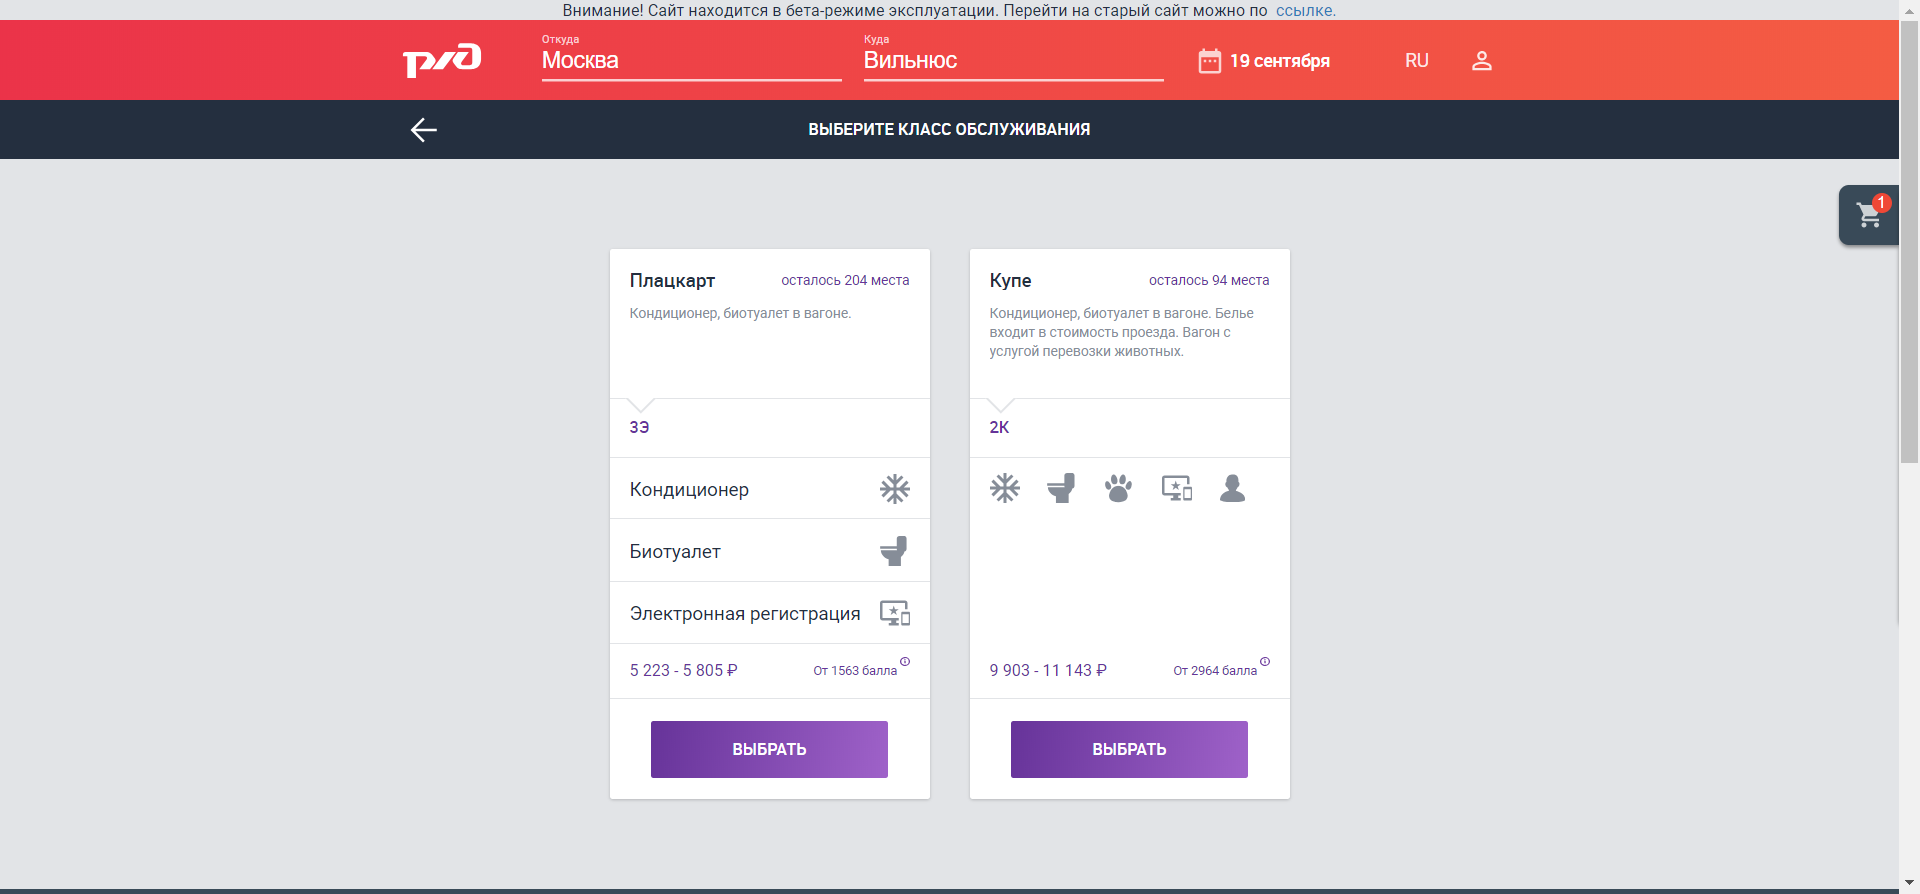 Внимание! Сайт находится в бета-режиме эксплуатации. Перейти на старый сайт можно по ссылке.
ржд
Откуда
Москва
Куда
Вильнюс
19 сентября
RU
ВЫБЕРИТЕ КЛАСС ОБСЛУЖИВАНИЯ
1
Плацкарт
осталось 204 места
Кондиционер, биотуалет в вагоне.
3Э
Кондиционер
Биотуалет
Электронная регистрация
5 223 - 5 805 ₽
От 1563 балла
ВЫБРАТЬ
Купе
осталось 94 места
Кондиционер, биотуалет в вагоне. Белье
входит в стоимость проезда. Вагон с
услугой перевозки животных.
2К
9 903 - 11 143 ₽
От 2964 балла
ВЫБРАТЬ